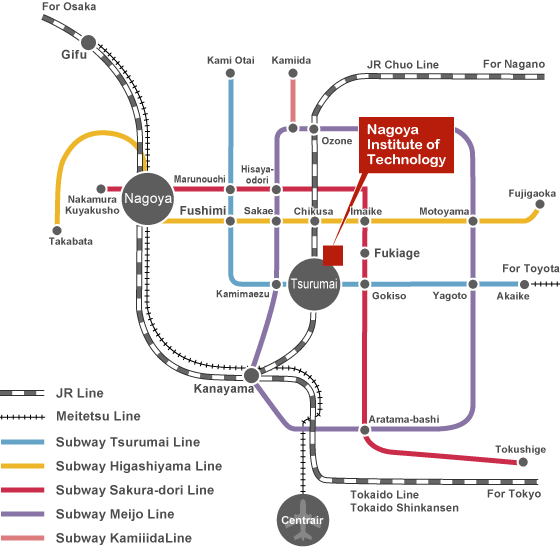 For Osaka
Gifu
Kami Otai
Kamiida
JR Chuo Line
For Nagano
Nagoya
Institute of
Technology
Ozone
Hisaya-
odori
Marunouchi
Nakamura
Kuyakusho
Nagoya
Fushimi
Sakae
Chikusa
Imaike
Motoyama
Fujigaoka
Takabata
Fukiage
For Toyota
Tsurumai
Kamimaezu
Gokiso
Yagoto
Akaike
Kanayama
Aratama-bashi
Tokushige
Tokaido Line
Tokaido Shinkansen
For Tokyo
Centrair
JR Line
Meitetsu Line
Subway Tsurumai Line
Subway Higashiyama Line
Subway Sakura-dori Line
Subway Meijo Line
Subway KamiiidaLine